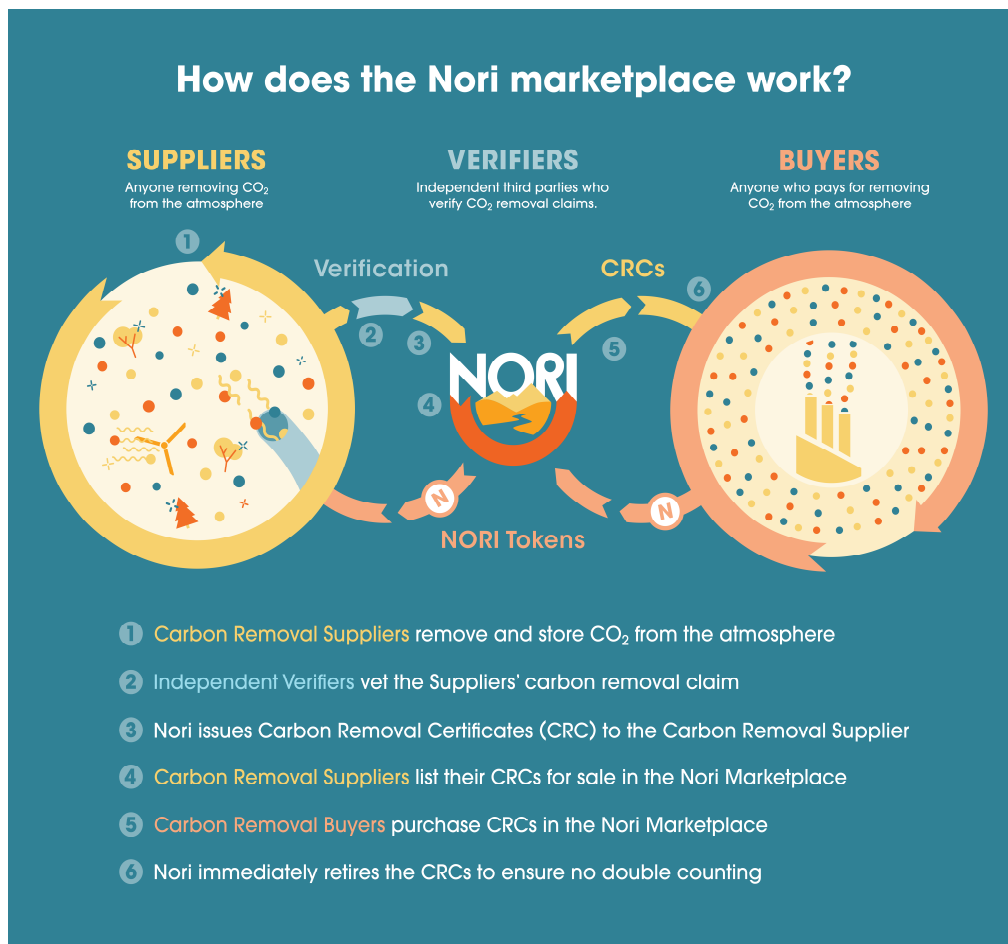 How does the Nori marketplace work?
SUPPLIERS
Anyone removing CO₂
from the atmosphere
VERIFIERS
Independent third parties who
verify CO₂ removal claims.
BUYERS
Anyone who pays for removing
CO₂ from the atmosphere
1
Verification
CRCs
6
2
3
5
NORI
4
N
N
NORI Tokens
1 Carbon Removal Suppliers remove and store CO₂ from the atmosphere
2 Independent Verifiers vet the Suppliers' carbon removal claim
3 Nori issues Carbon Removal Certificates (CRC) to the Carbon Removal Supplier
4 Carbon Removal Suppliers list their CRCs for sale in the Nori Marketplace
5 Carbon Removal Buyers purchase CRCs in the Nori Marketplace
6 Nori immediately retires the CRCs to ensure no double counting